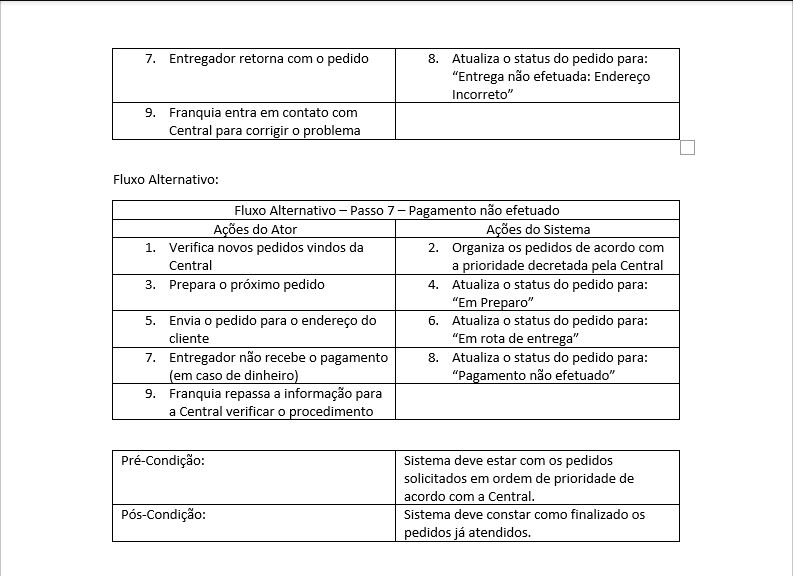 7. Entregador retorna com o pedido
8. Atualiza o status do pedido para:
“Entrega não efetuada: Endereço
Incorreto”
9. Franquia entra em contato com
Central para corrigir o problema
Fluxo Alternativo:
Fluxo Alternativo – Passo 7 – Pagamento não efetuado
Ações do Ator
Ações do Sistema
1. Verifica novos pedidos vindos da
Central
2. Organiza os pedidos de acordo com
a prioridade decretada pela Central
3. Prepara o próximo pedido
4. Atualiza o status do pedido para:
“Em Preparo”
5. Envia o pedido para o endereço do
cliente
6. Atualiza o status do pedido para:
“Em rota de entrega”
7. Entregador não recebe o pagamento
(em caso de dinheiro)
8. Atualiza o status do pedido para:
“Pagamento não efetuado”
9. Franquia repassa a informação para
a Central verificar o procedimento
Pré-Condição:
Sistema deve estar com os pedidos
solicitados em ordem de prioridade de
acordo com a Central.
Pós-Condição:
Sistema deve constar como finalizado os
pedidos já atendidos.